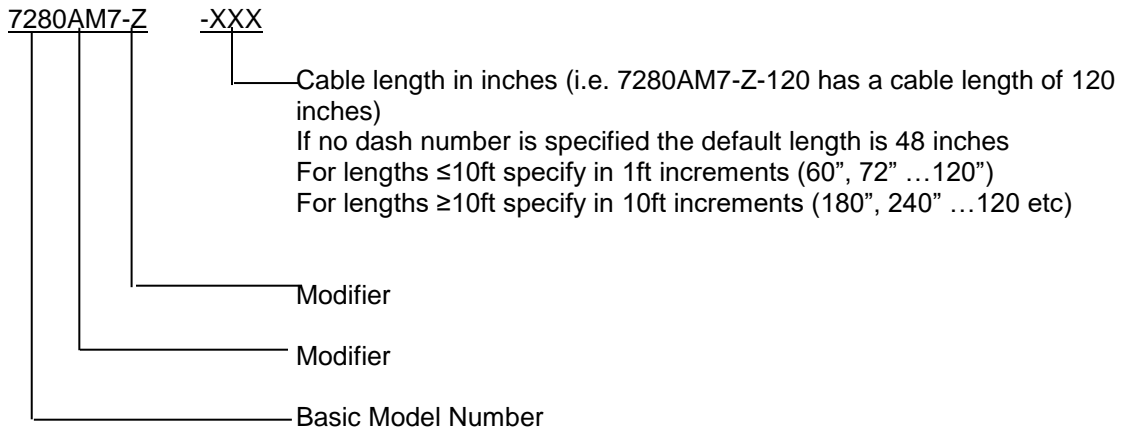 7280AM7-Z -XXX
Cable length in inches (i.e. 7280AM7-Z-120 has a cable length of 120
inches)
If no dash number is specified the default length is 48 inches
For lengths ≤10ft specify in 1ft increments (60”, 72” …120”)
For lengths ≥10ft specify in 10ft increments (180”, 240” …120 etc)
Modifier
Modifier
Basic Model Number